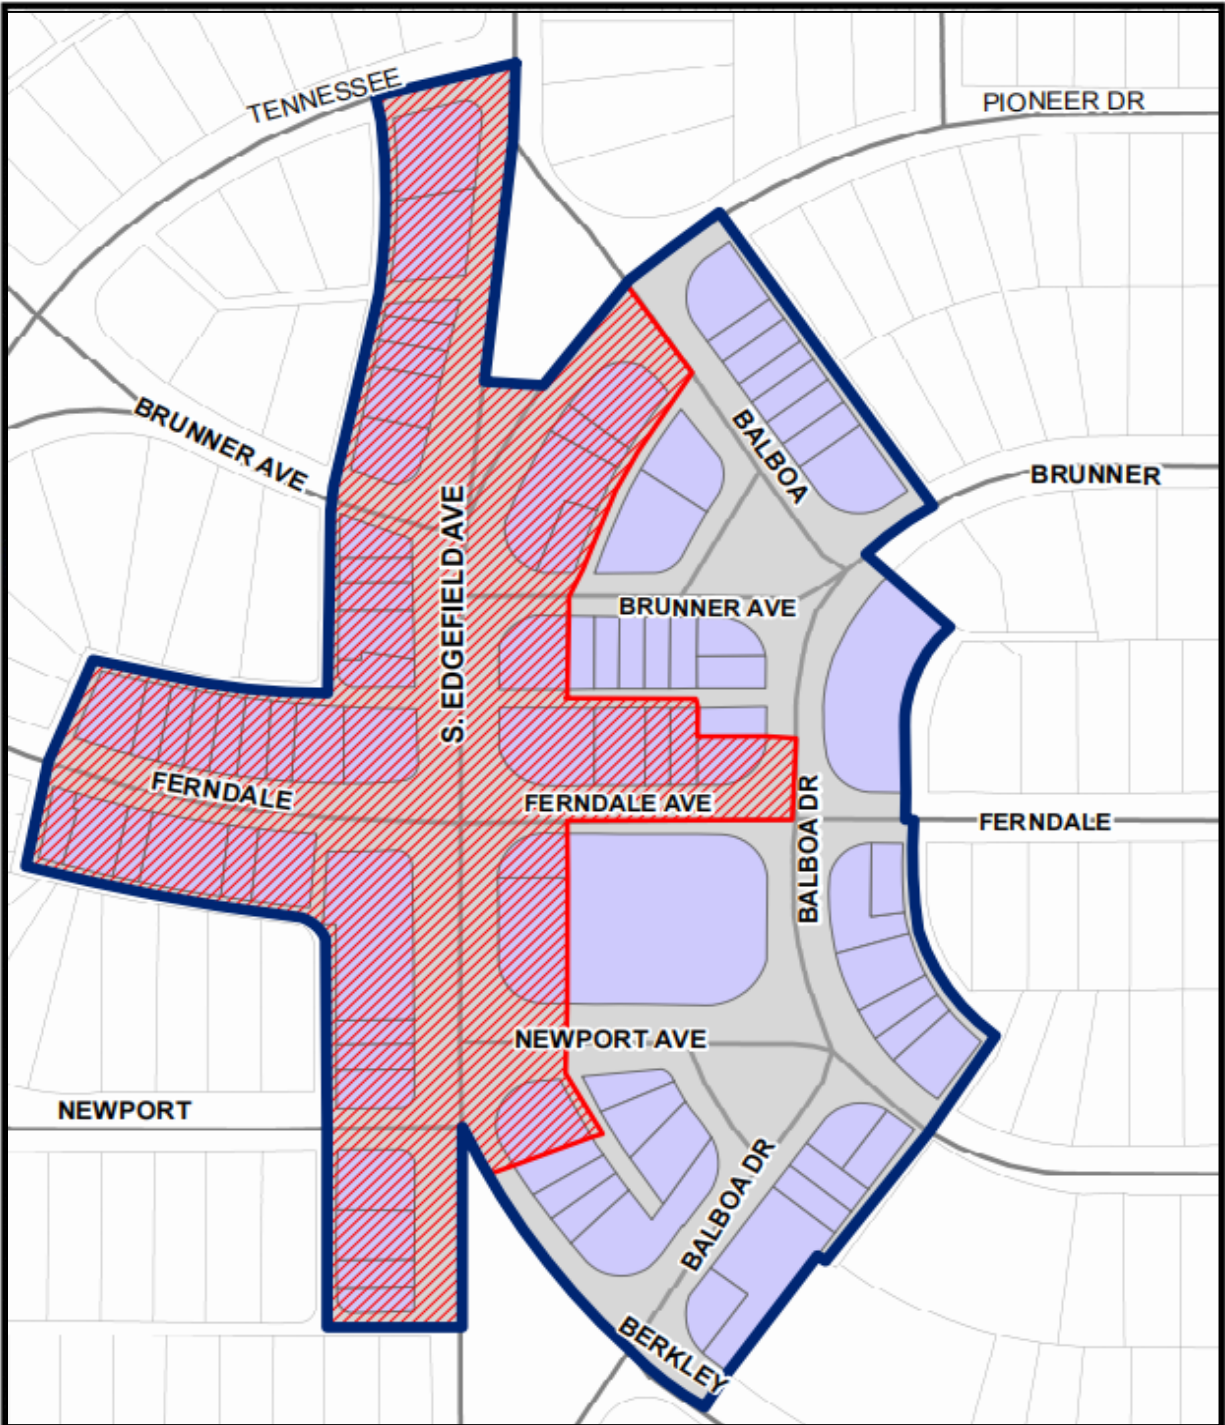 TENNESSEE
PIONEER DR
BRUNNER AVE
BALBOA
BRUNNER
S. EDGEFIELD AVE
BRUNNER AVE
FERNDALE
FERNDALE AVE
BALBOA DR
FERNDALE
NEWPORT AVE
NEWPORT
BALBOA DR
BERKLEY